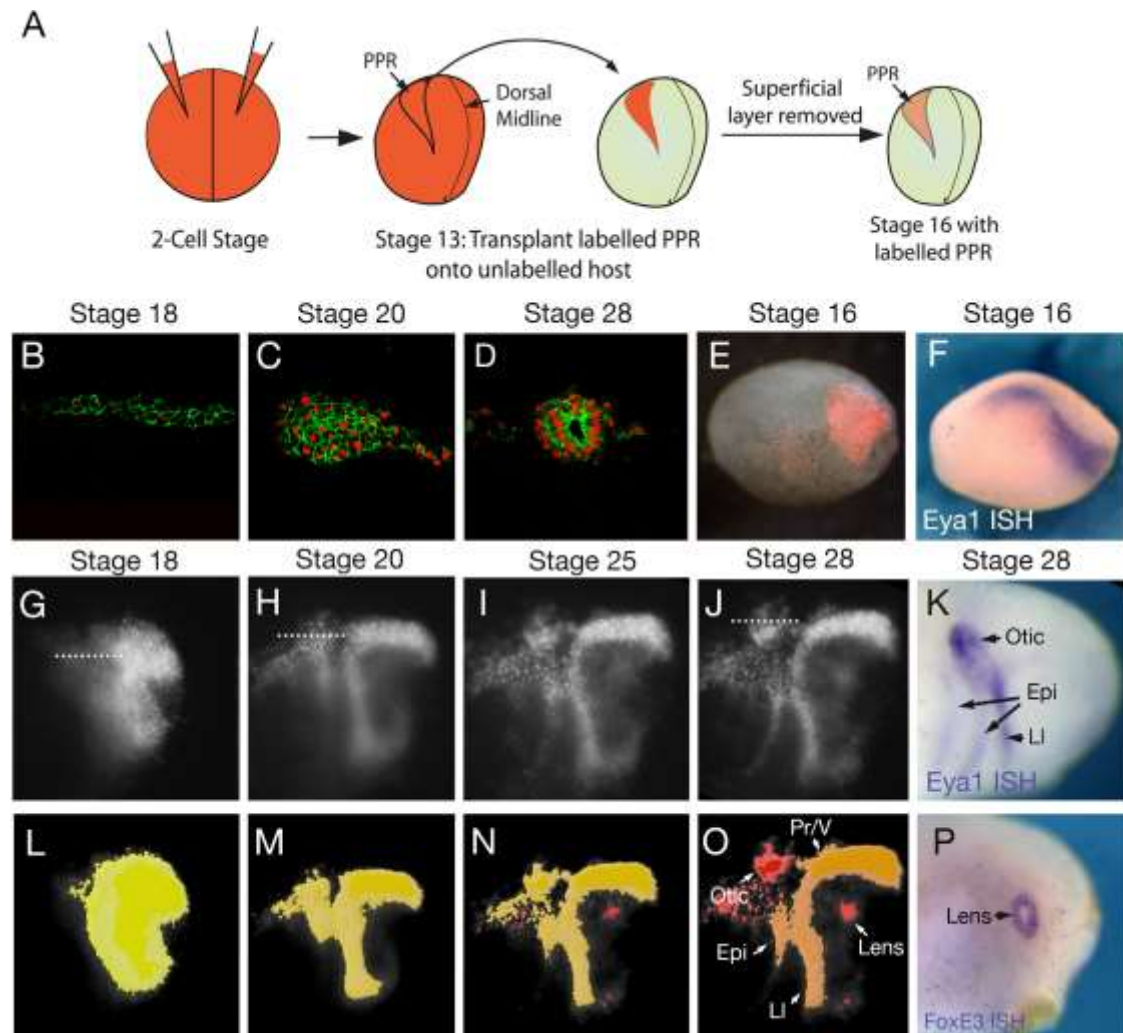 A
PPR
Dorsal
Midline
Superficial
layer removed
PPR
2-Cell Stage
Stage 13: Transplant labelled PPR
onto unlabelled host
Stage 16 with
labelled PPR
Stage 18 Stage 20 Stage 28 Stage 16 Stage 16
B C D E F
Eya1 ISH
Stage 18 Stage 20 Stage 25 Stage 28 Stage 28
G H I J K
Otic
Epi
Ll
Eya1 ISH
L M N O P
Pr/V
Otic
Lens
Epi
Ll
Lens
FoxE3 ISH